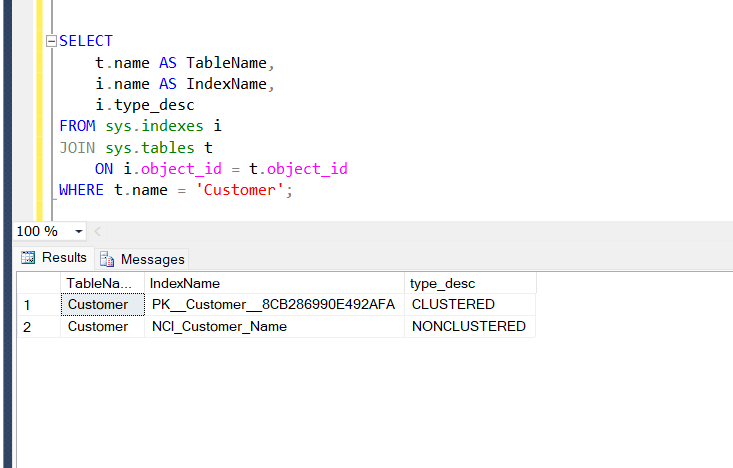 SELECT
t.name AS TableName,
i.name AS IndexName,
i.type_desc
FROM sys.indexes i
JOIN sys.tables t
ON i.object_id = t.object_id
WHERE t.name = 'Customer';
100 %
Results Messages
TableNa... IndexName type_desc
1 Customer PK__Customer__8CB286990E492AFA CLUSTERED
2 Customer NCI_Customer_Name NONCLUSTERED